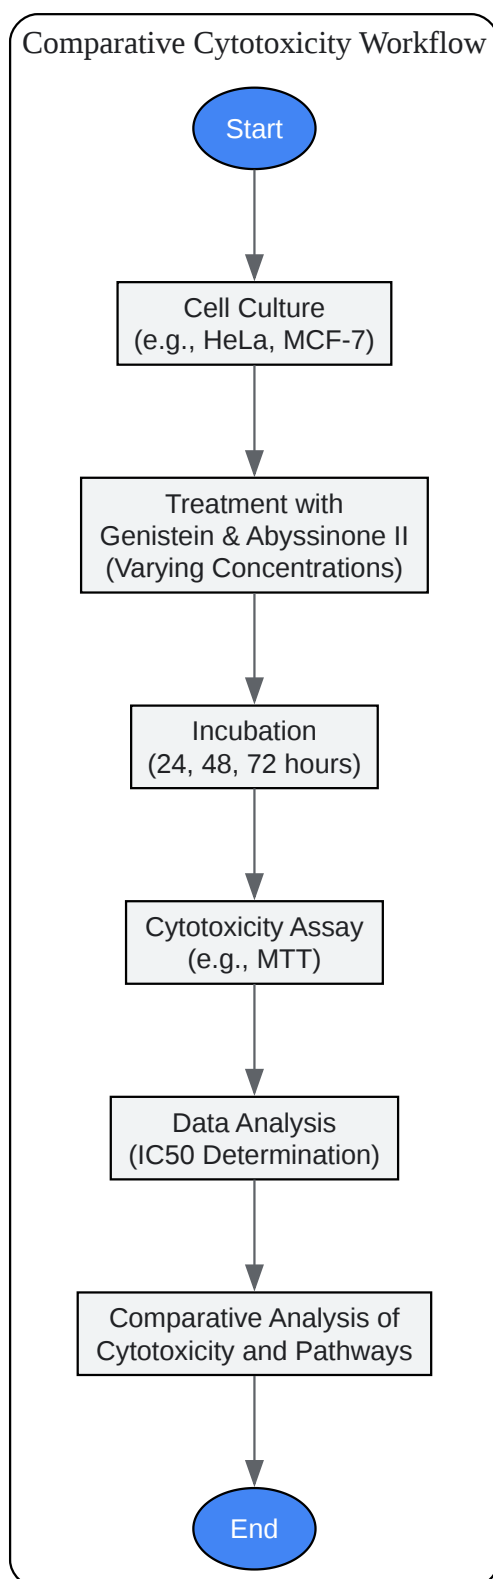 Comparative Cytotoxicity Workflow
Start
Cell Culture
(e.g., HeLa, MCF-7)
Treatment with
Genistein & Abyssinone II
(Varying Concentrations)
Incubation
(24, 48, 72 hours)
Cytotoxicity Assay
(e.g., MTT)
Data Analysis
(IC50 Determination)
Comparative Analysis of
Cytotoxicity and Pathways
End